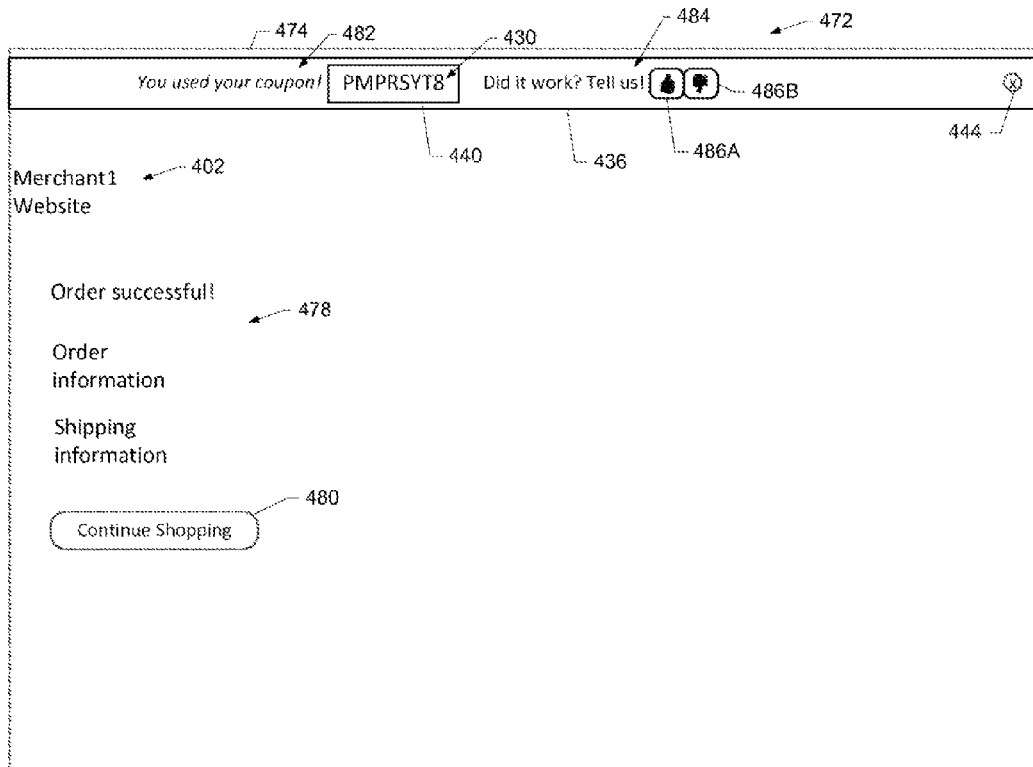 474
482
430
484
472
You used your coupon! PMPRSYT8 Did it work? Tell us!
486B
x
440
436
486A
444
402
Merchant1
Website
Order successful!
478
Order
information
Shipping
information
480
Continue Shopping